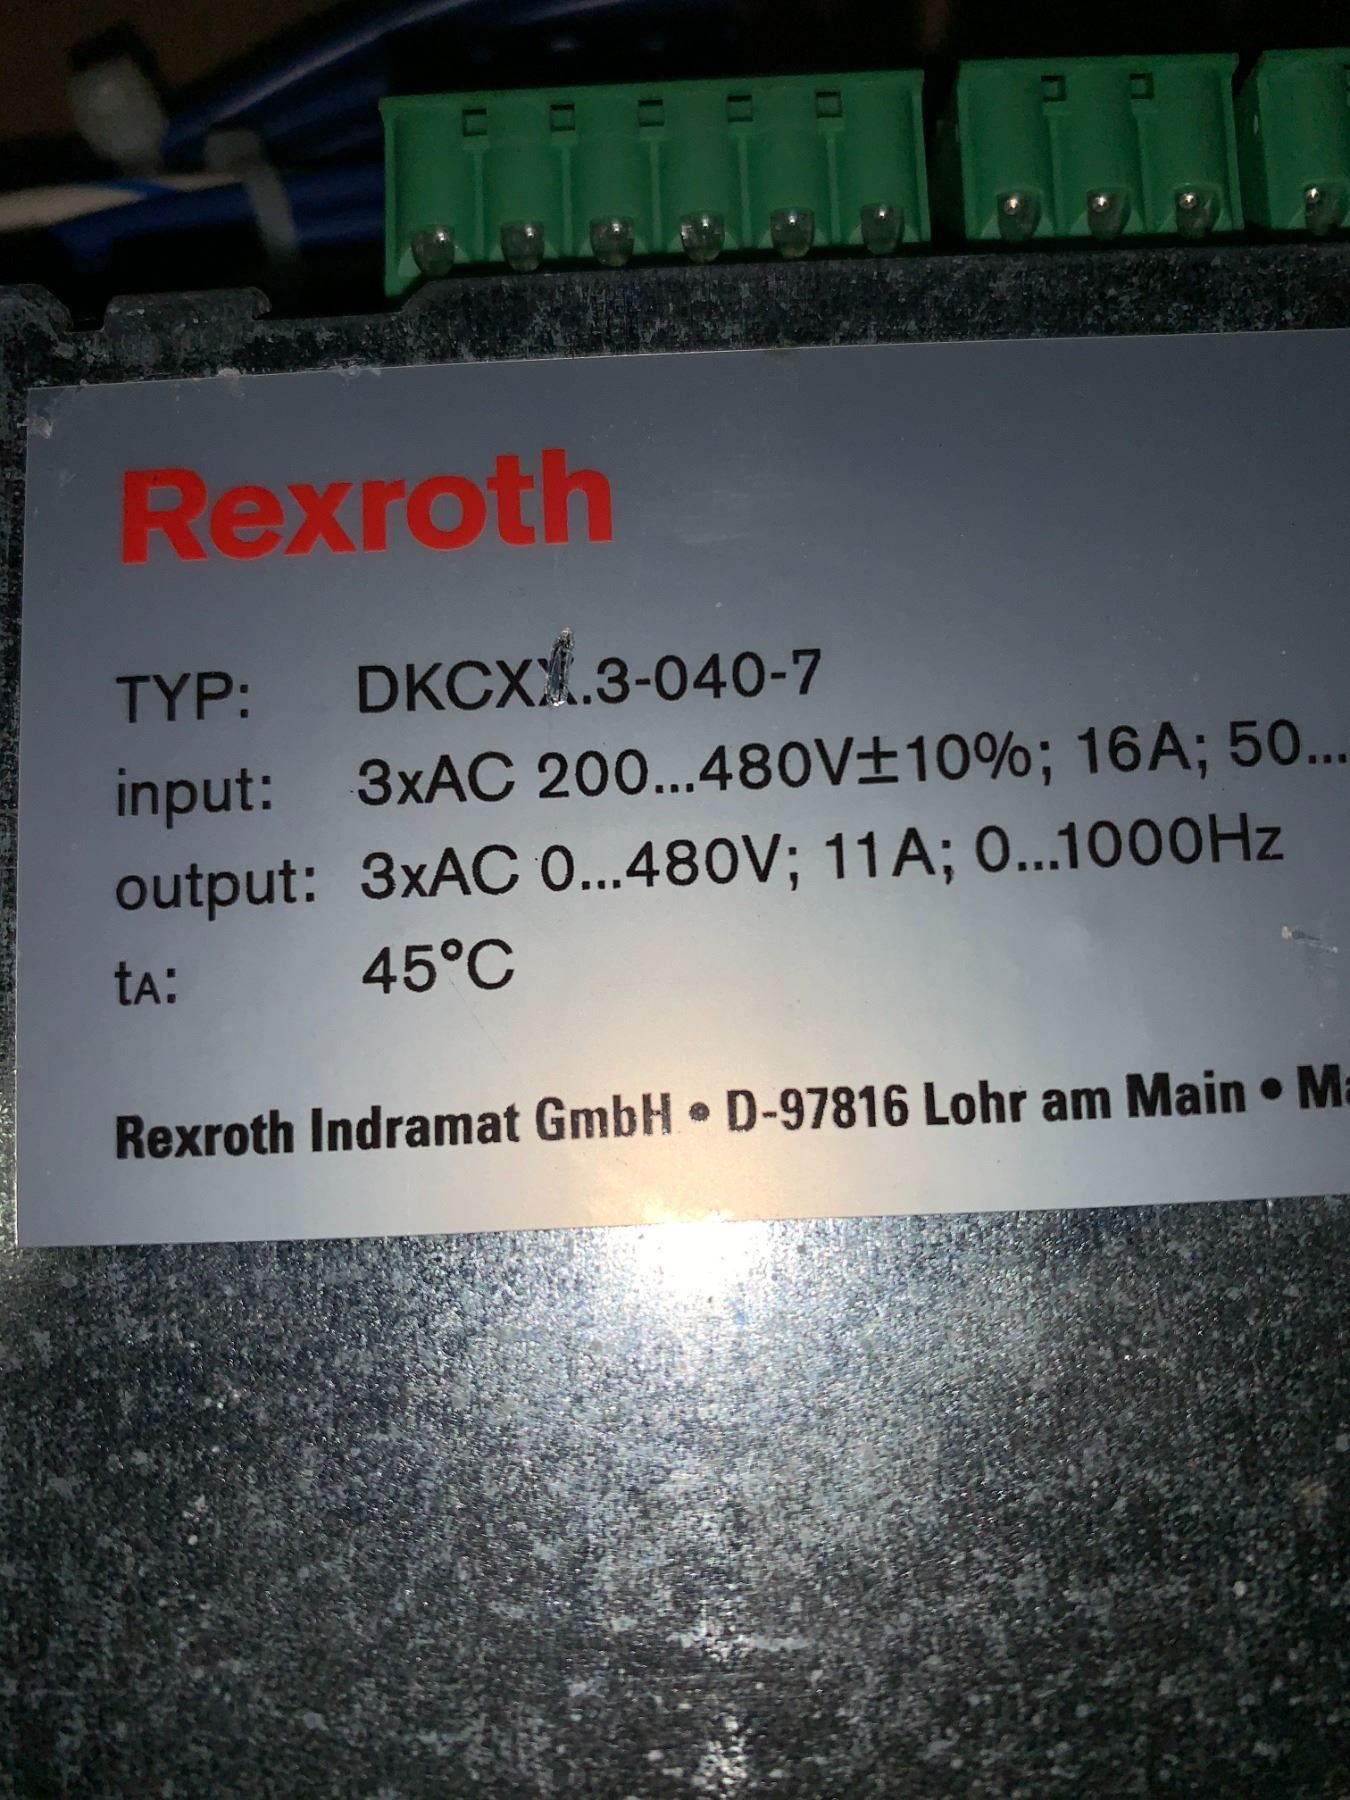 Rexroth
TYP: DKCXX.3-040-7
input: 3xAC 200...480V±10%; 16A; 50...
output: 3xAC 0...480V; 11A; 0...1000Hz
tA: 45°C
Rexroth Indramat GmbH • D-97816 Lohr am Main •